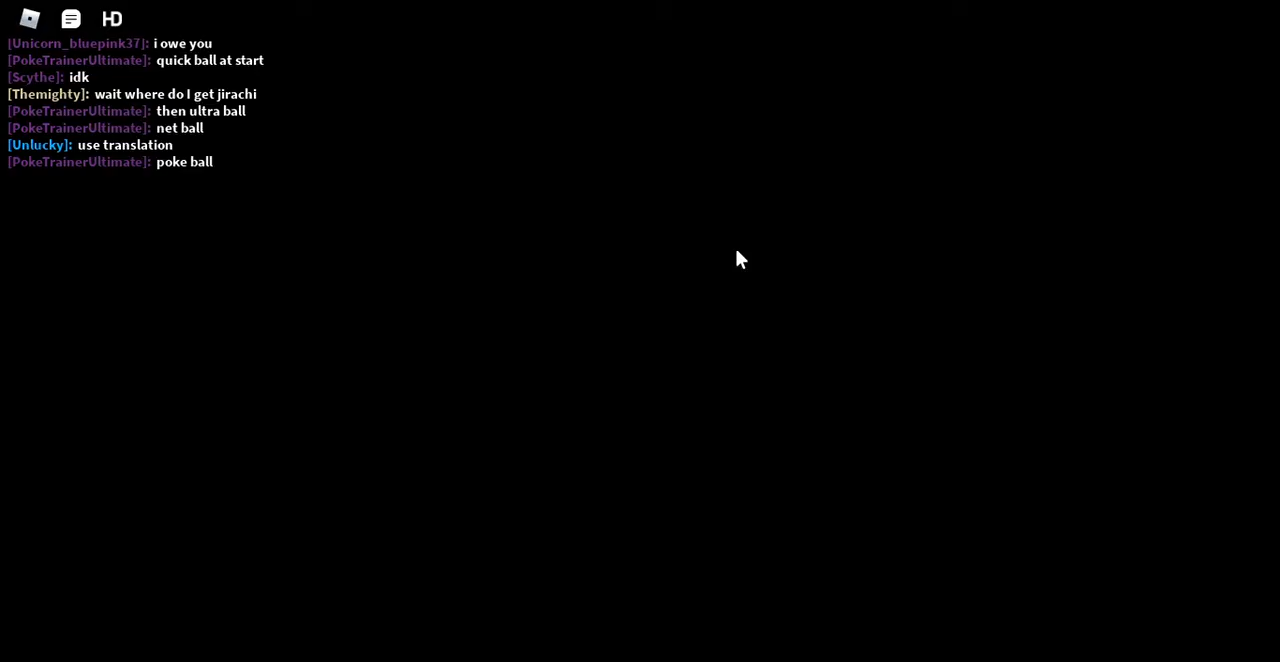 HD
[Unicorn_bluepink37]: i owe you
[PokeTrainerUltimate]: quick ball at start
[Scythe]: idk
[Themighty]: wait where do I get jirachi
[PokeTrainerUltimate]: then ultra ball
[PokeTrainerUltimate]: net ball
[Unlucky]: use translation
[PokeTrainerUltimate]: poke ball